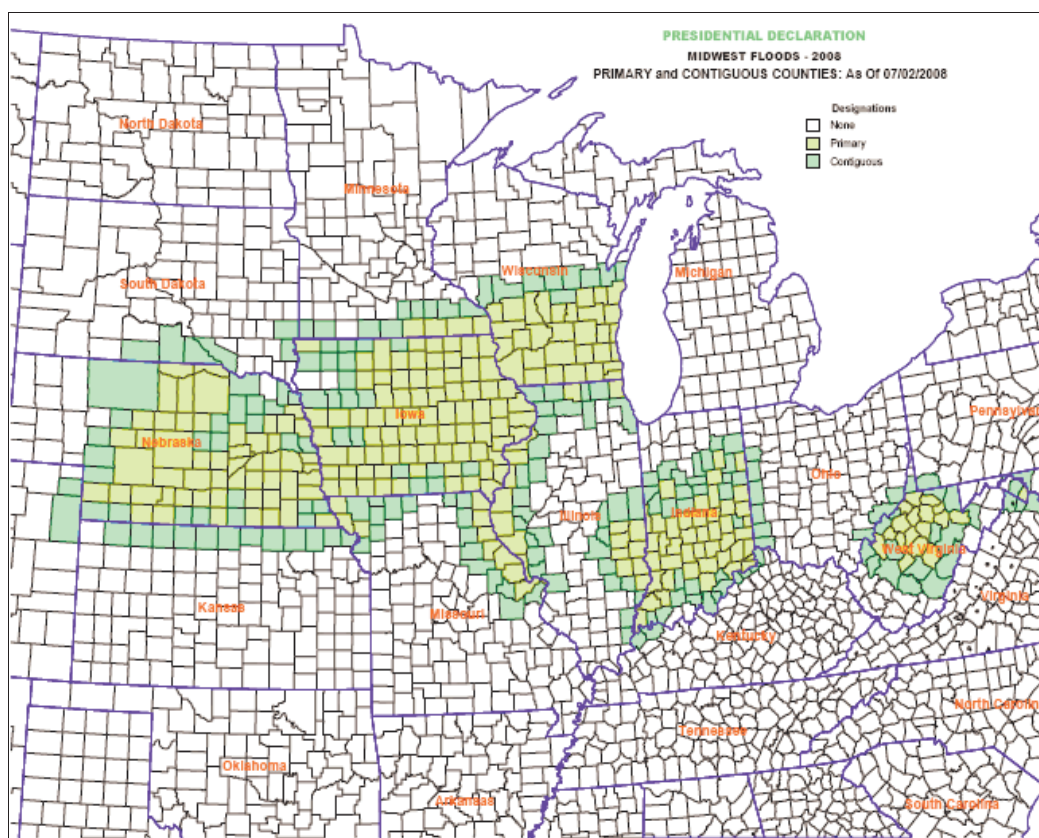 PRESIDENTIAL DECLARATION
MIDWEST FLOODS - 2008
PRIMARY and CONTIGUOUS COUNTIES: As Of 07/02/2008
Designations
None
Primary
Contiguous
North Dakota
Minnesota
Wisconsin
Michigan
South Dakota
Iowa
Pennsylvan
Nebraska
Ohio
Illinois
Indiana
West Virginia
Virginia
Kansas
Missouri
Kentucky
North Carolin
Tennessee
Oklahoma
Arkansas
South Carolina